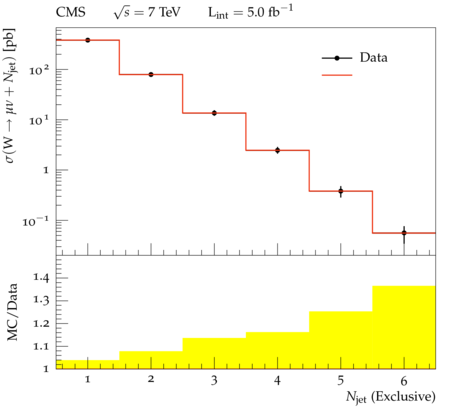 CMS √s = 7 TeV L_int = 5.0 fb⁻¹
σ(W → μν + N_jet) [pb]
Data
10²
10¹
1
10⁻¹
MC/Data
1.4
1.3
1.2
1.1
1
1 2 3 4 5 6
N_jet (Exclusive)